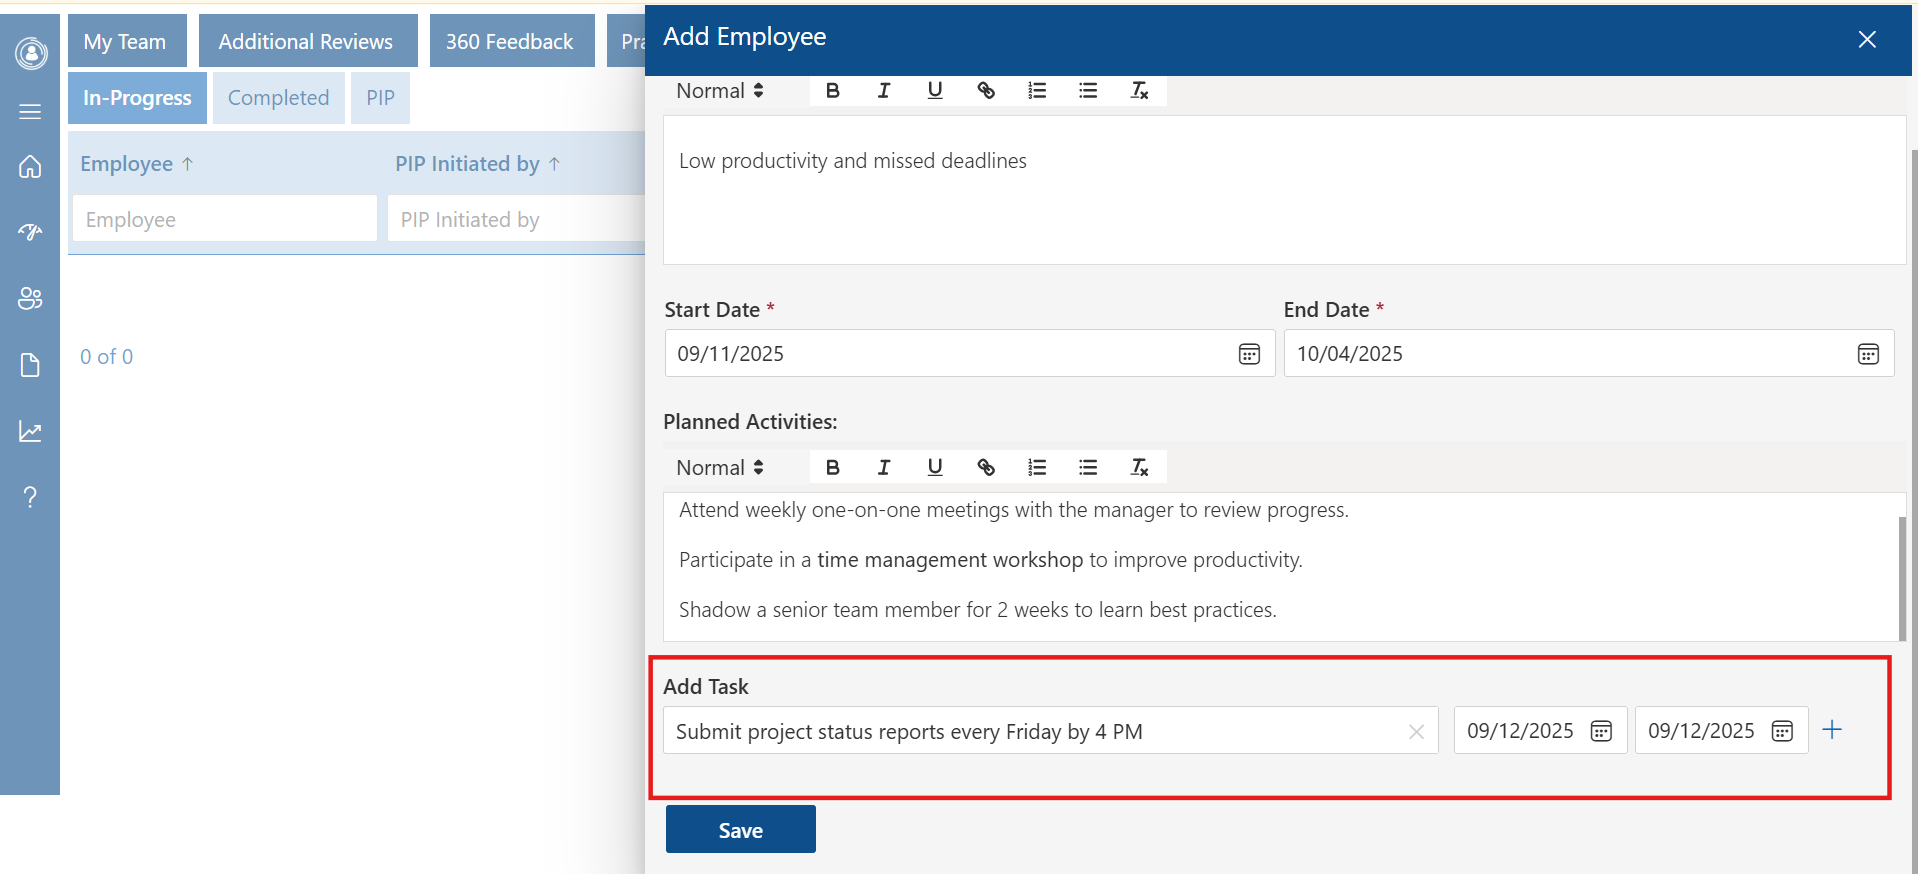 My Team
Additional Reviews
360 Feedback
In-Progress
Completed
PIP
Employee ↑
PIP Initiated by ↑
Employee
PIP Initiated by
0 of 0
Add Employee
Normal
Low productivity and missed deadlines
Start Date *
End Date *
09/11/2025
10/04/2025
Planned Activities:
Normal
Attend weekly one-on-one meetings with the manager to review progress.
Participate in a time management workshop to improve productivity.
Shadow a senior team member for 2 weeks to learn best practices.
Add Task
Submit project status reports every Friday by 4 PM
09/12/2025
09/12/2025
Save